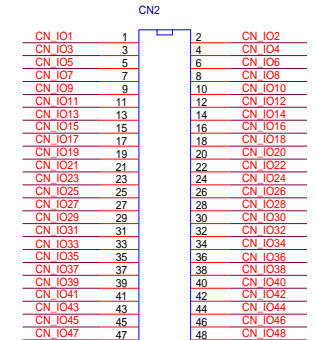 CN2
CN_IO1 1 2 CN_IO2
CN_IO3 3 4 CN_IO4
CN_IO5 5 6 CN_IO6
CN_IO7 7 8 CN_IO8
CN_IO9 9 10 CN_IO10
CN_IO11 11 12 CN_IO12
CN_IO13 13 14 CN_IO14
CN_IO15 15 16 CN_IO16
CN_IO17 17 18 CN_IO18
CN_IO19 19 20 CN_IO20
CN_IO21 21 22 CN_IO22
CN_IO23 23 24 CN_IO24
CN_IO25 25 26 CN_IO26
CN_IO27 27 28 CN_IO28
CN_IO29 29 30 CN_IO30
CN_IO31 31 32 CN_IO32
CN_IO33 33 34 CN_IO34
CN_IO35 35 36 CN_IO36
CN_IO37 37 38 CN_IO38
CN_IO39 39 40 CN_IO40
CN_IO41 41 42 CN_IO42
CN_IO43 43 44 CN_IO44
CN_IO45 45 46 CN_IO46
CN_IO47 47 48 CN_IO48